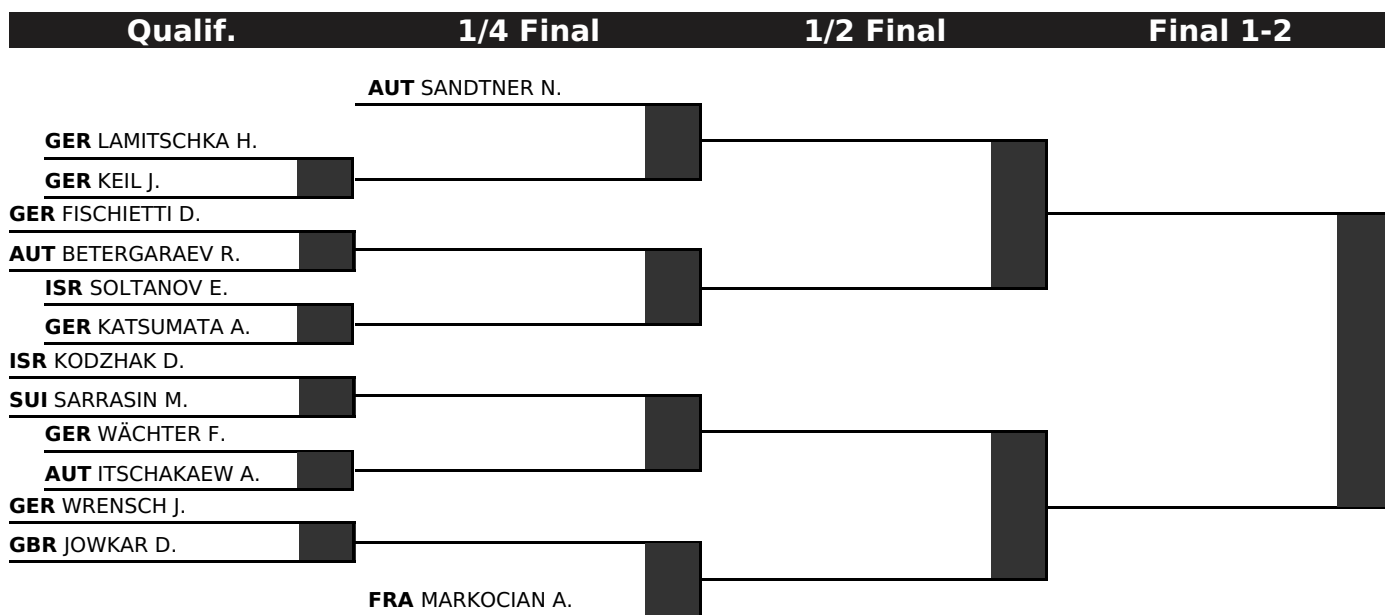 Qualif. 1/4 Final 1/2 Final Final 1-2
AUT SANDTNER N.
GER LAMITSCHKA H.
GER KEIL J.
GER FISCHIETTI D.
AUT BETERGARAEV R.
ISR SOLTANOV E.
GER KATSUMATA A.
ISR KODZHAK D.
SUI SARRASIN M.
GER WÄCHTER F.
AUT ITSCHAKAEW A.
GER WRENSCH J.
GBR JOWKAR D.
FRA MARKOCIAN A.